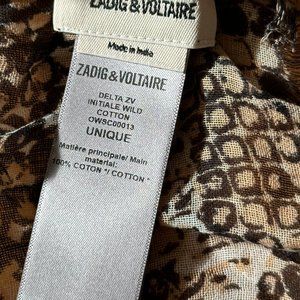 ZADIG & VOLTAIRE
Made in India
ZADIG & VOLTAIRE
DELTA ZV
INITIALE WILD
COTTON
OWSC00013
UNIQUE
Matière principale/ Main
material:
100% COTON */ COTTON *